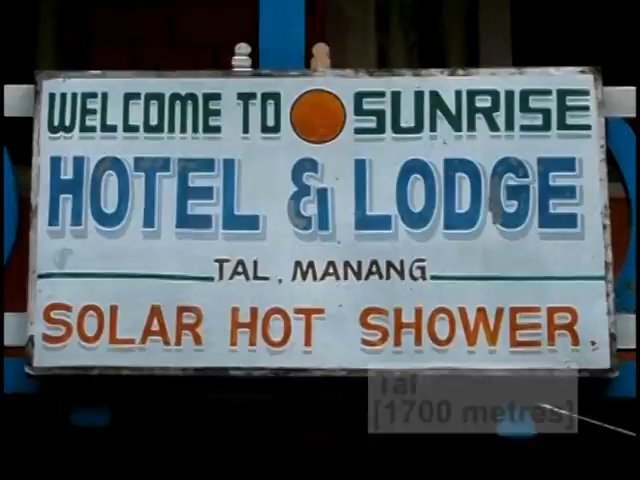 WELCOME TO SUNRISE
HOTEL & LODGE
TAL, MANANG
SOLAR HOT SHOWER.
Tal
[1700 metres]